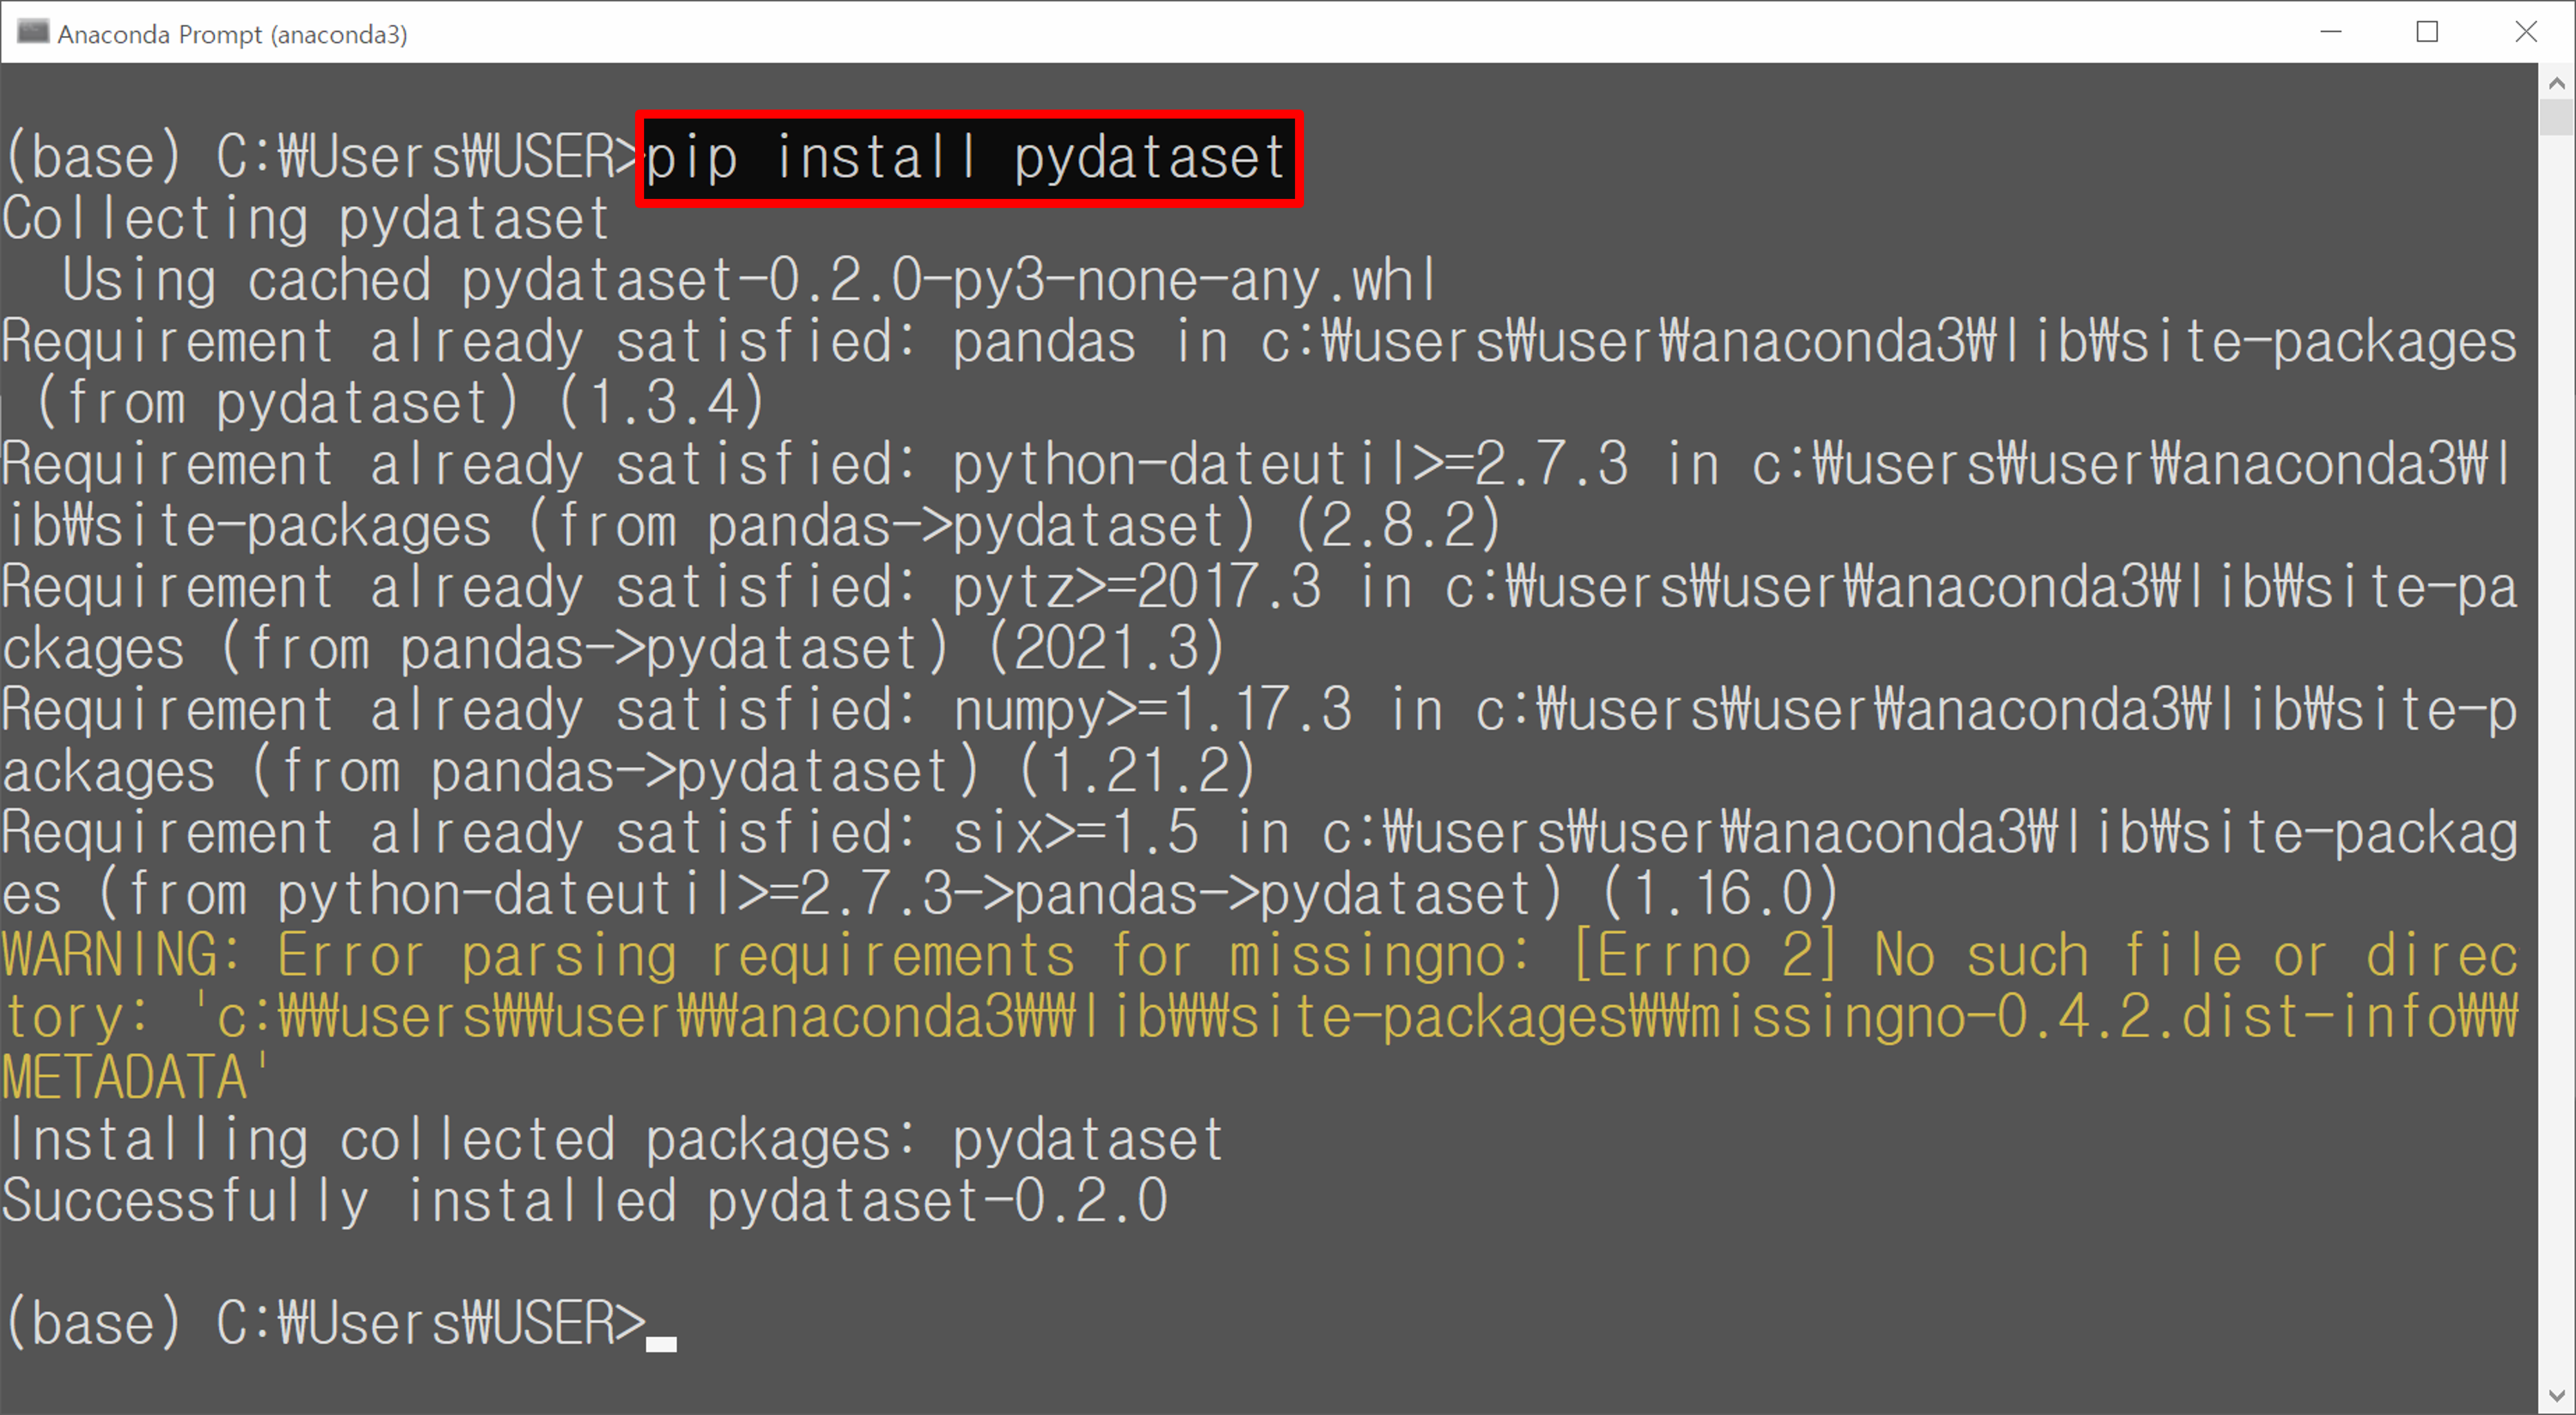 Anaconda Prompt (anaconda3)
(base) C:₩Users₩USER>pip install pydataset
Collecting pydataset
  Using cached pydataset-0.2.0-py3-none-any.whl
Requirement already satisfied: pandas in c:₩users₩user₩anaconda3₩lib₩site-packages
 (from pydataset) (1.3.4)
Requirement already satisfied: python-dateutil>=2.7.3 in c:₩users₩user₩anaconda3₩l
ib₩site-packages (from pandas->pydataset) (2.8.2)
Requirement already satisfied: pytz>=2017.3 in c:₩users₩user₩anaconda3₩lib₩site-pa
ckages (from pandas->pydataset) (2021.3)
Requirement already satisfied: numpy>=1.17.3 in c:₩users₩user₩anaconda3₩lib₩site-p
ackages (from pandas->pydataset) (1.21.2)
Requirement already satisfied: six>=1.5 in c:₩users₩user₩anaconda3₩lib₩site-packag
es (from python-dateutil>=2.7.3->pandas->pydataset) (1.16.0)
WARNING: Error parsing requirements for missingno: [Errno 2] No such file or direc
tory: 'c:₩₩users₩₩user₩₩anaconda3₩₩lib₩₩site-packages₩₩missingno-0.4.2.dist-info₩₩
METADATA'
Installing collected packages: pydataset
Successfully installed pydataset-0.2.0
(base) C:₩Users₩USER>